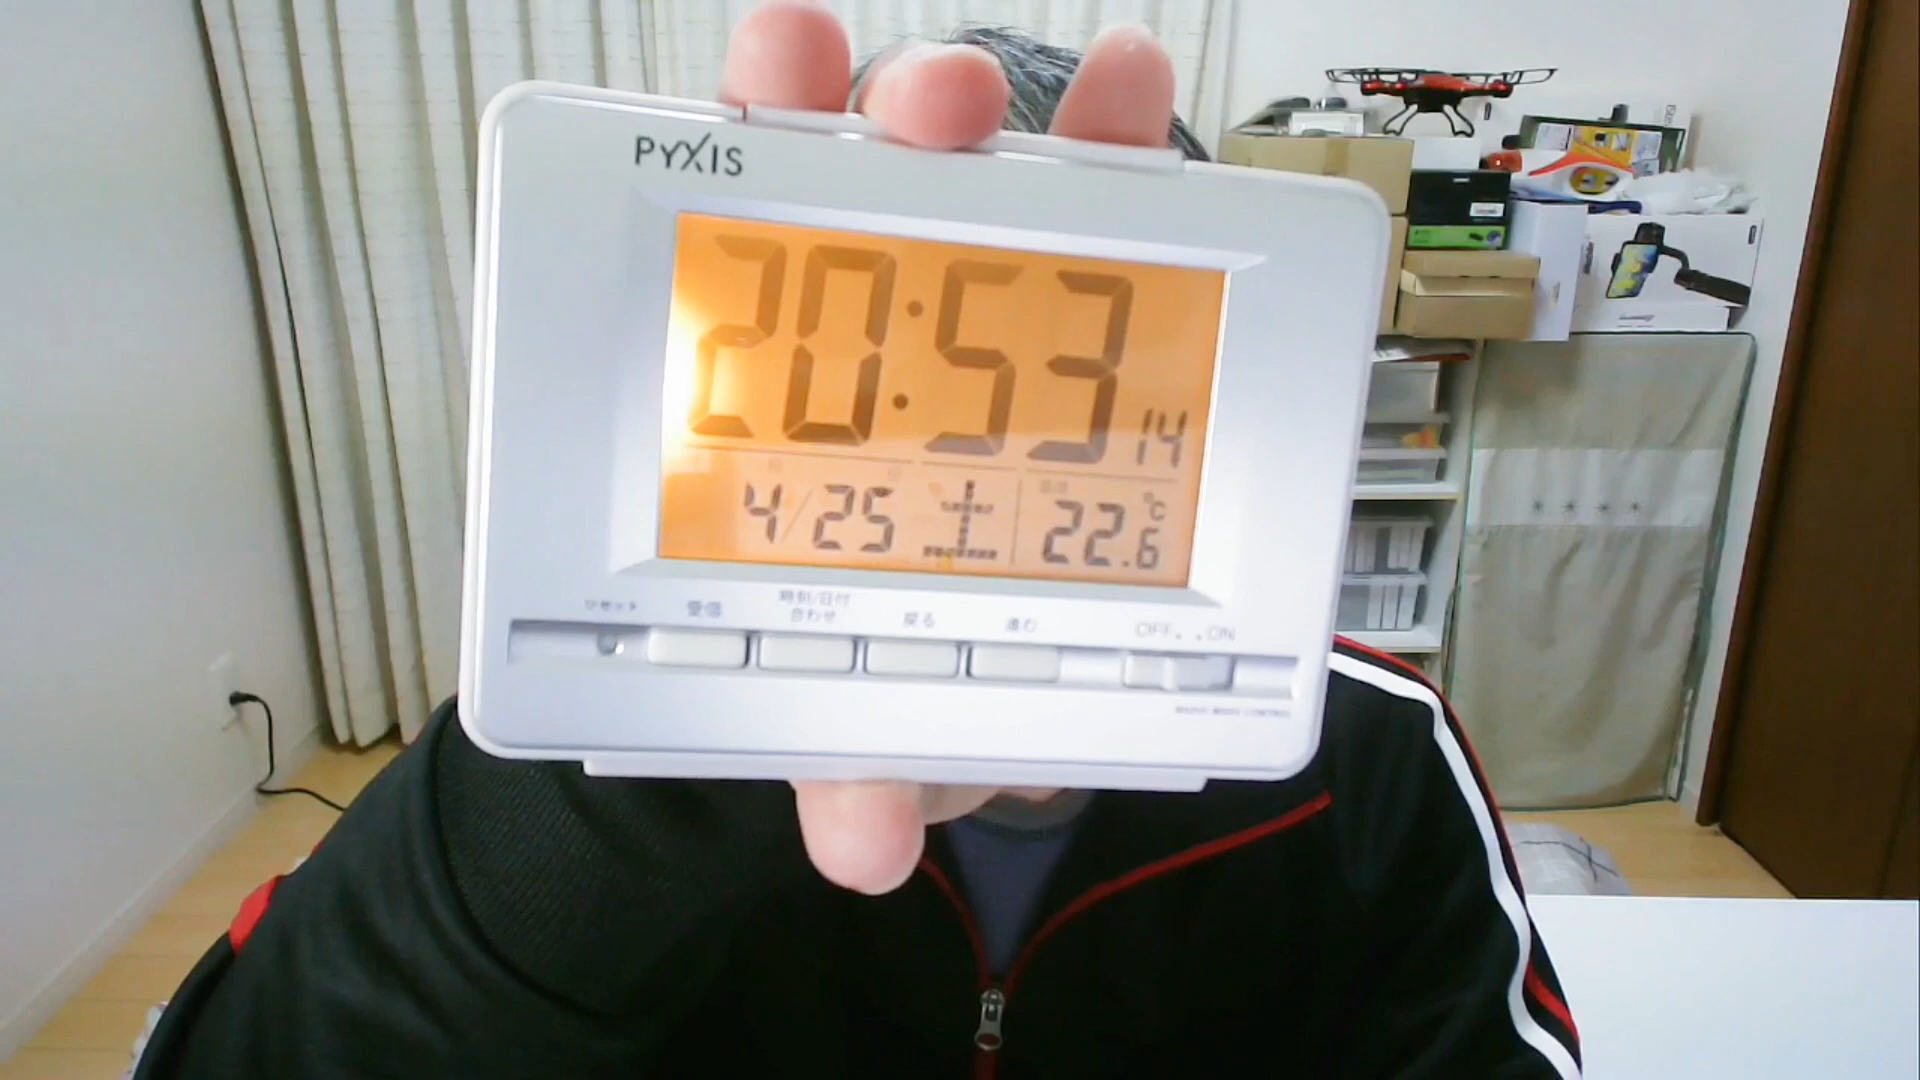 PYXIS
20:53 14
4/25 土 22.6 °C
リセット 受信 時刻/日付
合わせ 戻る 進む OFF ON